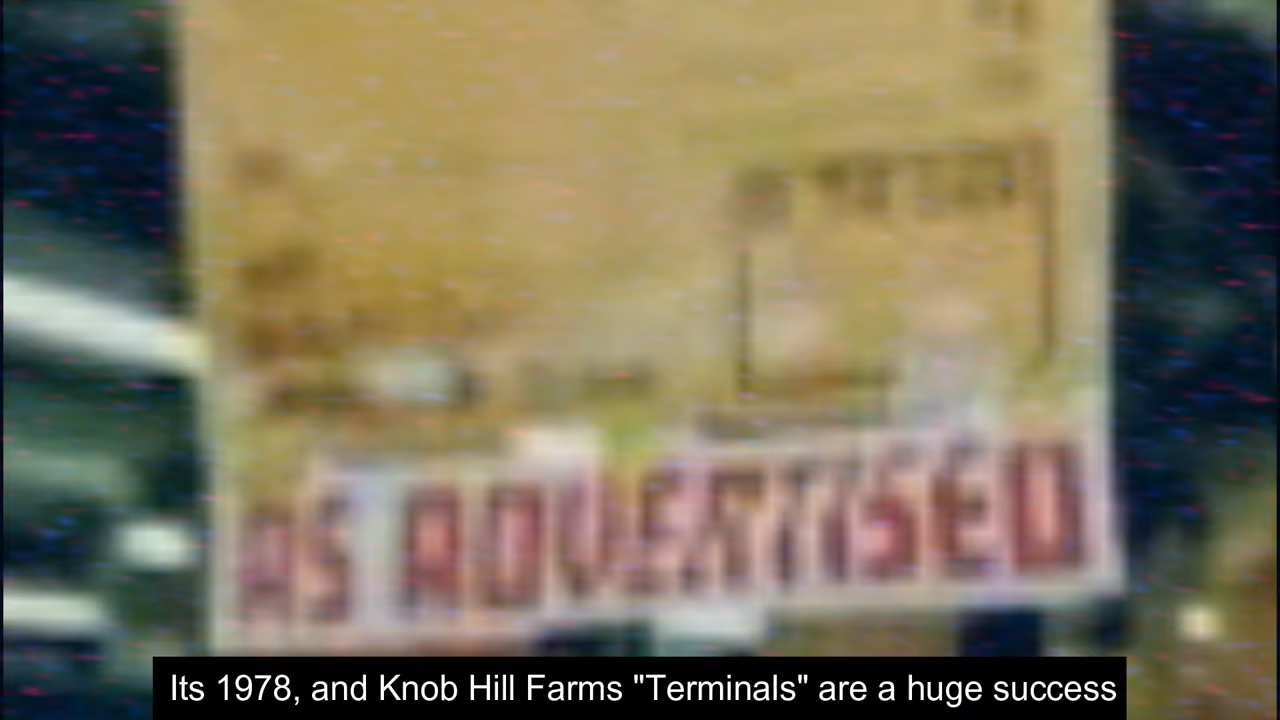 AS ADVERTISED
Its 1978, and Knob Hill Farms "Terminals" are a huge success